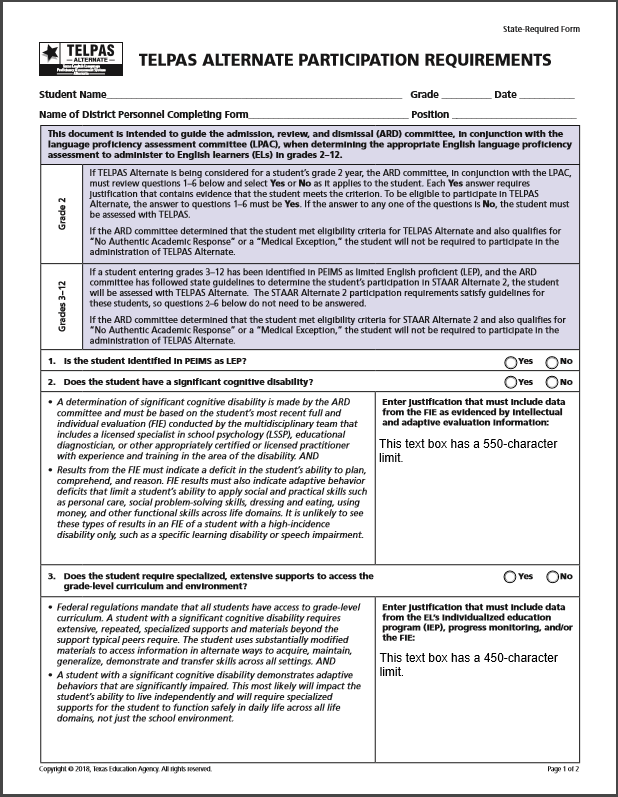 State-Required Form
TELPAS
ALTERNATE
TELPAS ALTERNATE PARTICIPATION REQUIREMENTS
Student Name Grade Date
Name of District Personnel Completing Form Position
This document is intended to guide the admission, review, and dismissal (ARD) committee, in conjunction with the
language proficiency assessment committee (LPAC), when determining the appropriate English language proficiency
assessment to administer to English learners (ELs) in grades 2–12.
Grade 2
If TELPAS Alternate is being considered for a student's grade 2 year, the ARD committee, in conjunction with the LPAC,
must review questions 1–6 below and select Yes or No as it applies to the student. Each Yes answer requires
justification that contains evidence that the student meets the criterion. To be eligible to participate in TELPAS
Alternate, the answer to questions 1–6 must be Yes. If the answer to any one of the questions is No, the student must
be assessed with TELPAS.
If the ARD committee determined that the student met eligibility criteria for TELPAS Alternate and also qualifies for
"No Authentic Academic Response" or a "Medical Exception," the student will not be required to participate in the
administration of TELPAS Alternate.
Grades 3–12
If a student entering grades 3–12 has been identified in PEIMS as limited English proficient (LEP), and the ARD
committee has followed state guidelines to determine the student's participation in STAAR Alternate 2, the student
will be assessed with TELPAS Alternate. The STAAR Alternate 2 participation requirements satisfy guidelines for
these students, so questions 2–6 below do not need to be answered.
If the ARD committee determined that the student met eligibility criteria for STAAR Alternate 2 and also qualifies for
"No Authentic Academic Response" or a "Medical Exception," the student will not be required to participate in the
administration of TELPAS Alternate.
1. Is the student identified in PEIMS as LEP? Yes No
2. Does the student have a significant cognitive disability? Yes No
• A determination of significant cognitive disability is made by the ARD
committee and must be based on the student's most recent full and
individual evaluation (FIE) conducted by the multidisciplinary team that
includes a licensed specialist in school psychology (LSSP), educational
diagnostician, or other appropriately certified or licensed practitioner
with experience and training in the area of the disability. AND
• Results from the FIE must indicate a deficit in the student's ability to plan,
comprehend, and reason. FIE results must also indicate adaptive behavior
deficits that limit a student's ability to apply social and practical skills such
as personal care, social problem-solving skills, dressing and eating, using
money, and other functional skills across life domains. It is unlikely to see
these types of results in an FIE of a student with a high-incidence
disability only, such as a specific learning disability or speech impairment.
Enter justification that must include data
from the FIE as evidenced by intellectual
and adaptive evaluation information:
This text box has a 550-character
limit.
3. Does the student require specialized, extensive supports to access the
grade-level curriculum and environment? Yes No
• Federal regulations mandate that all students have access to grade-level
curriculum. A student with a significant cognitive disability requires
extensive, repeated, specialized supports and materials beyond the
support typical peers require. The student uses substantially modified
materials to access information in alternate ways to acquire, maintain,
generalize, demonstrate and transfer skills across all settings. AND
• A student with a significant cognitive disability demonstrates adaptive
behaviors that are significantly impaired. This most likely will impact the
student's ability to live independently and will require specialized
supports for the student to function safely in daily life across all life
domains, not just the school environment.
Enter justification that must include data
from the EL's individualized education
program (IEP), progress monitoring, and/or
the FIE:
This text box has a 450-character
limit.
Copyright © 2018, Texas Education Agency. All rights reserved. Page 1 of 2